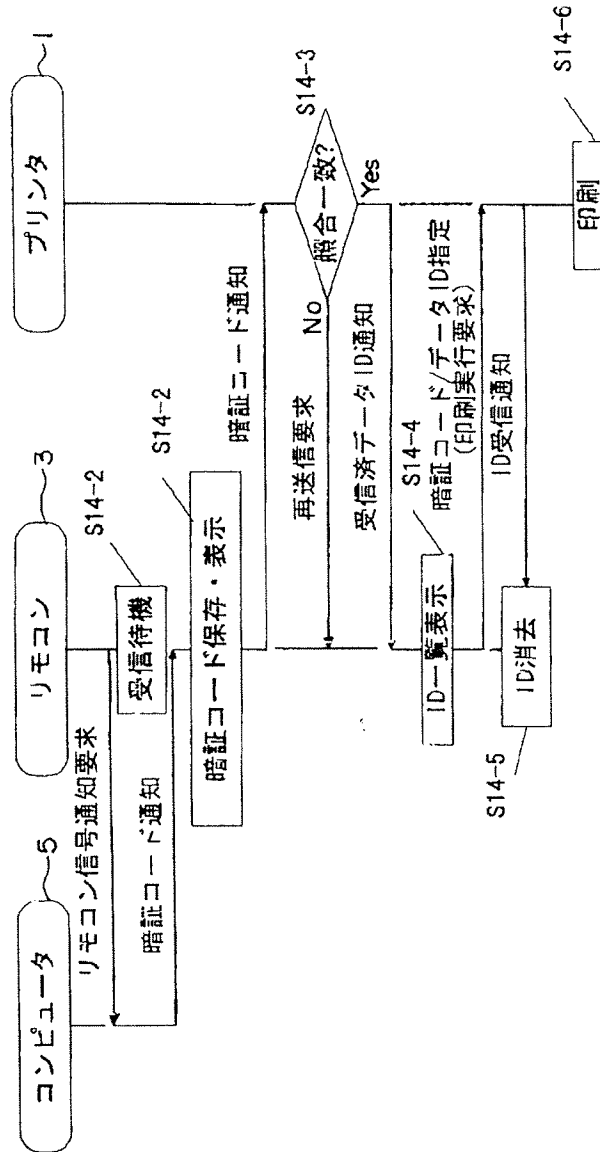 コンピュータ
5
リモコン
3
プリンタ
1
リモコン信号通知要求
受信待機
S14-2
暗証コード通知
暗証コード保存・表示
S14-2
暗証コード通知
照合一致?
S14-3
No
Yes
再送信要求
受信済データID通知
ID一覧表示
S14-4
暗証コード/データID指定
(印刷実行要求)
ID受信通知
ID消去
S14-5
印刷
S14-6